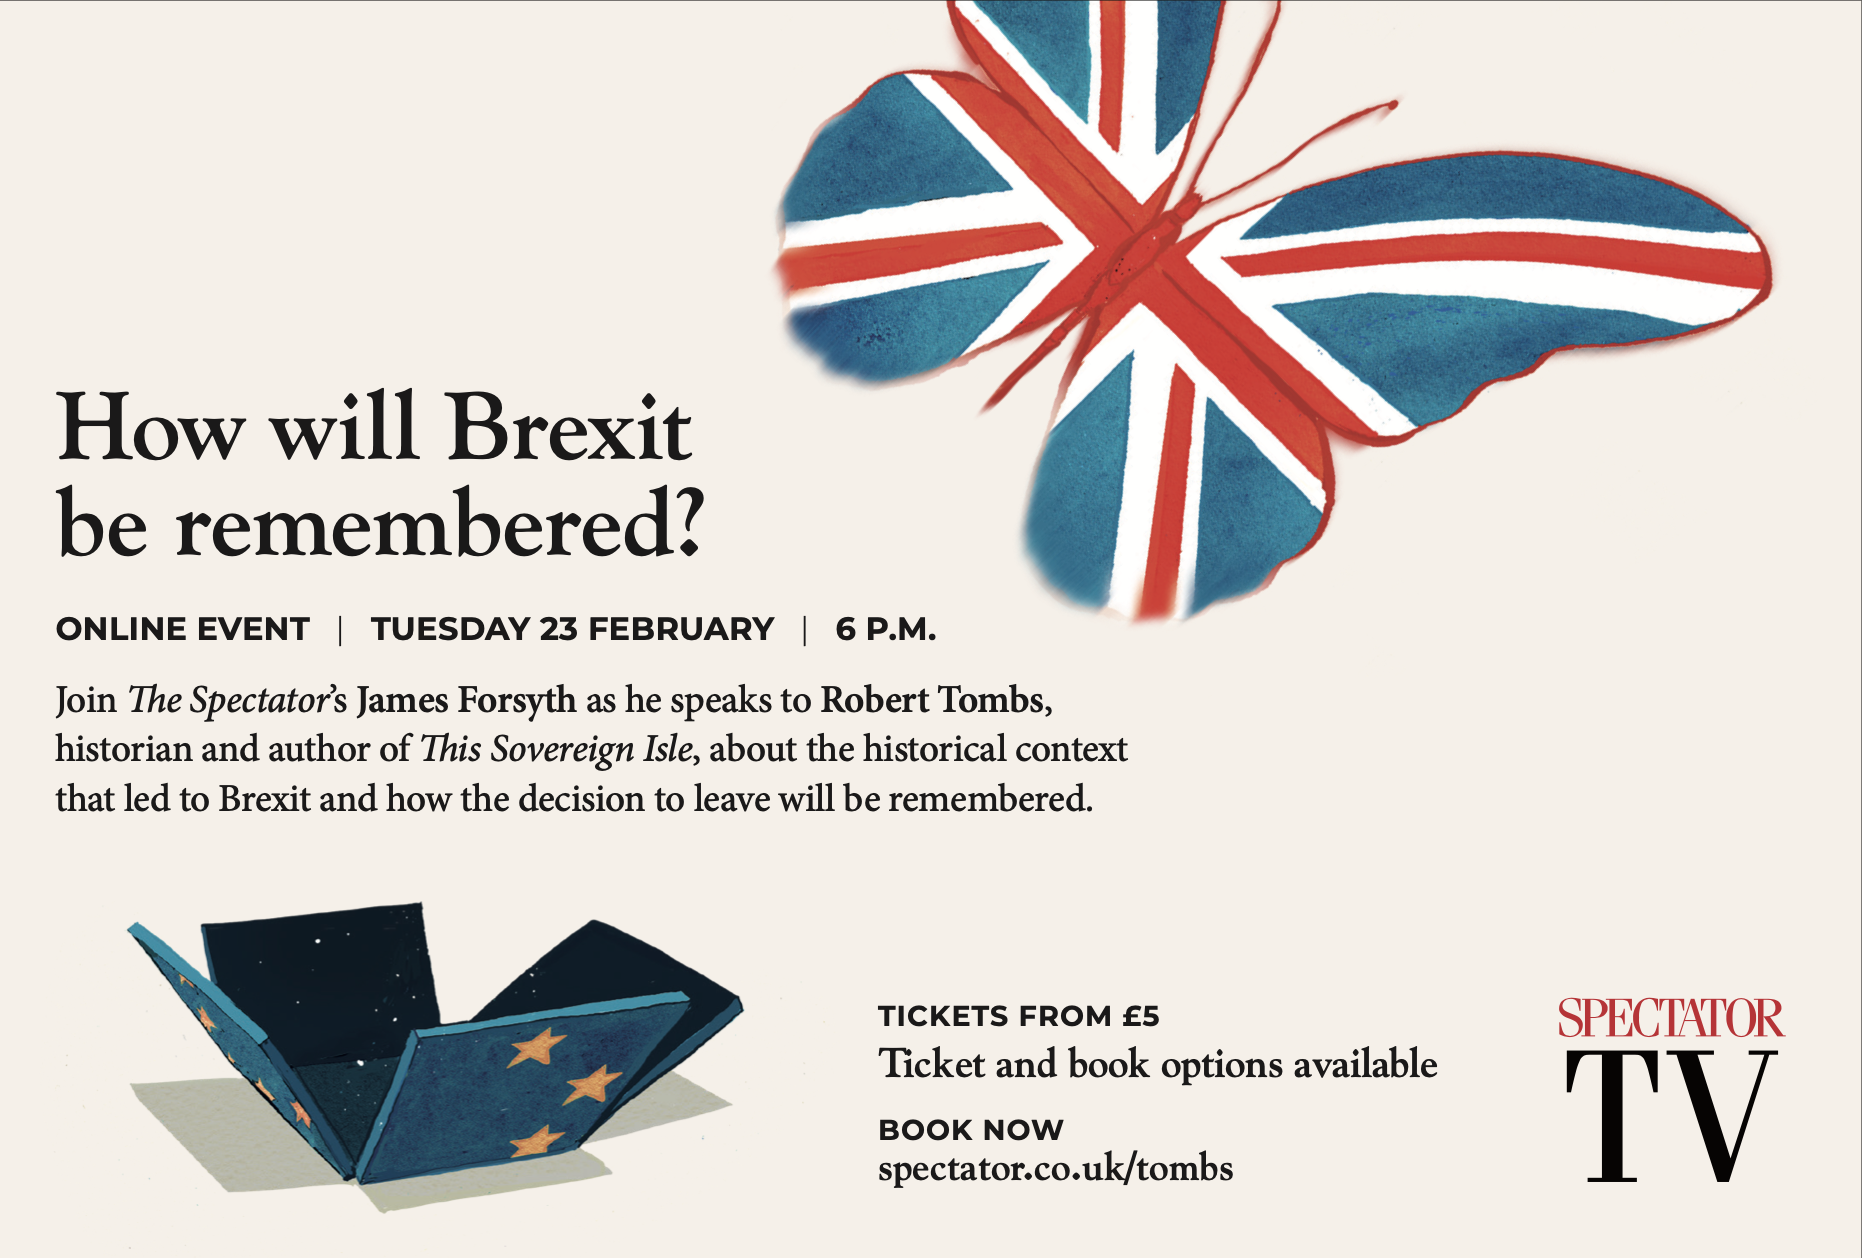 How will Brexit
be remembered?
ONLINE EVENT | TUESDAY 23 FEBRUARY | 6 P.M.
Join The Spectator’s James Forsyth as he speaks to Robert Tombs,
historian and author of This Sovereign Isle, about the historical context
that led to Brexit and how the decision to leave will be remembered.
TICKETS FROM £5
Ticket and book options available
BOOK NOW
spectator.co.uk/tombs
SPECTATOR
TV